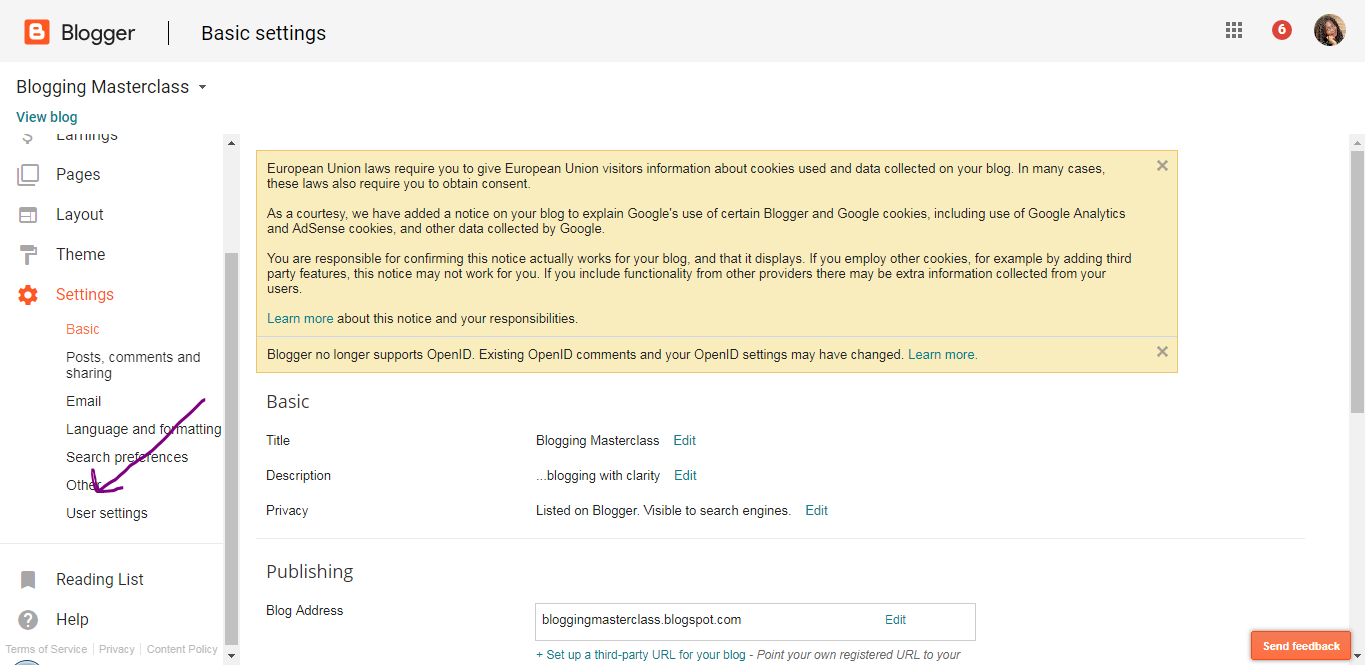 Blogger
Basic settings
6
Blogging Masterclass
View blog
Earnings
Pages
Layout
Theme
Settings
Basic
Posts, comments and
sharing
Email
Language and formatting
Search preferences
Other
User settings
Reading List
Help
Terms of Service
Privacy
Content Policy
European Union laws require you to give European Union visitors information about cookies used and data collected on your blog. In many cases,
these laws also require you to obtain consent.
As a courtesy, we have added a notice on your blog to explain Google's use of certain Blogger and Google cookies, including use of Google Analytics
and AdSense cookies, and other data collected by Google.
You are responsible for confirming this notice actually works for your blog, and that it displays. If you employ other cookies, for example by adding third
party features, this notice may not work for you. If you include functionality from other providers there may be extra information collected from your
users.
Learn more about this notice and your responsibilities.
Blogger no longer supports OpenID. Existing OpenID comments and your OpenID settings may have changed. Learn more.
Basic
Title Blogging Masterclass Edit
Description ...blogging with clarity Edit
Privacy Listed on Blogger. Visible to search engines. Edit
Publishing
Blog Address
bloggingmasterclass.blogspot.com Edit
+ Set up a third-party URL for your blog - Point your own registered URL to your
Send feedback